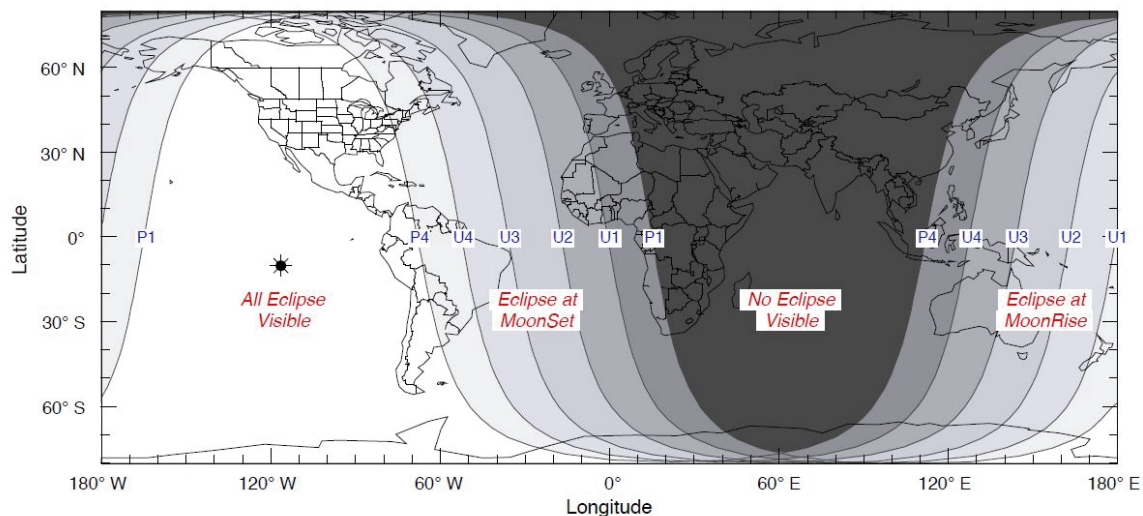 60° N
30° N
Latitude
0°
30° S
60° S
P1
P4
U4
U3
U2
U1
P1
P4
U4
U3
U2
U1
All Eclipse
Visible
Eclipse at
MoonSet
No Eclipse
Visible
Eclipse at
MoonRise
180° W
120° W
60° W
0°
60° E
120° E
180° E
Longitude